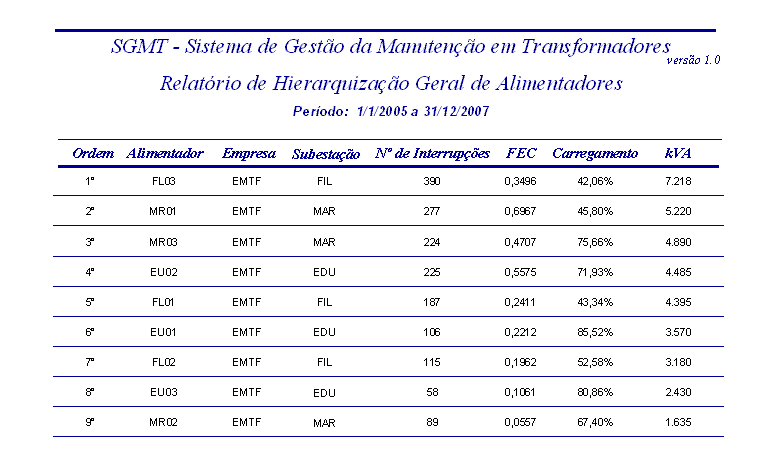 SGMT - Sistema de Gestão da Manutenção em Transformadores
versão 1.0
Relatório de Hierarquização Geral de Alimentadores
Período: 1/1/2005 a 31/12/2007
Ordem Alimentador Empresa Subestação Nº de Interrupções FEC Carregamento kVA
1º FL03 EMTF FIL 390 0,3496 42,06% 7.218
2º MR01 EMTF MAR 277 0,6967 45,80% 5.220
3º MR03 EMTF MAR 224 0,4707 75,66% 4.890
4º EU02 EMTF EDU 225 0,5575 71,93% 4.485
5º FL01 EMTF FIL 187 0,2411 43,34% 4.395
6º EU01 EMTF EDU 106 0,2212 85,52% 3.570
7º FL02 EMTF FIL 115 0,1962 52,58% 3.180
8º EU03 EMTF EDU 58 0,1061 80,86% 2.430
9º MR02 EMTF MAR 89 0,0557 67,40% 1.635